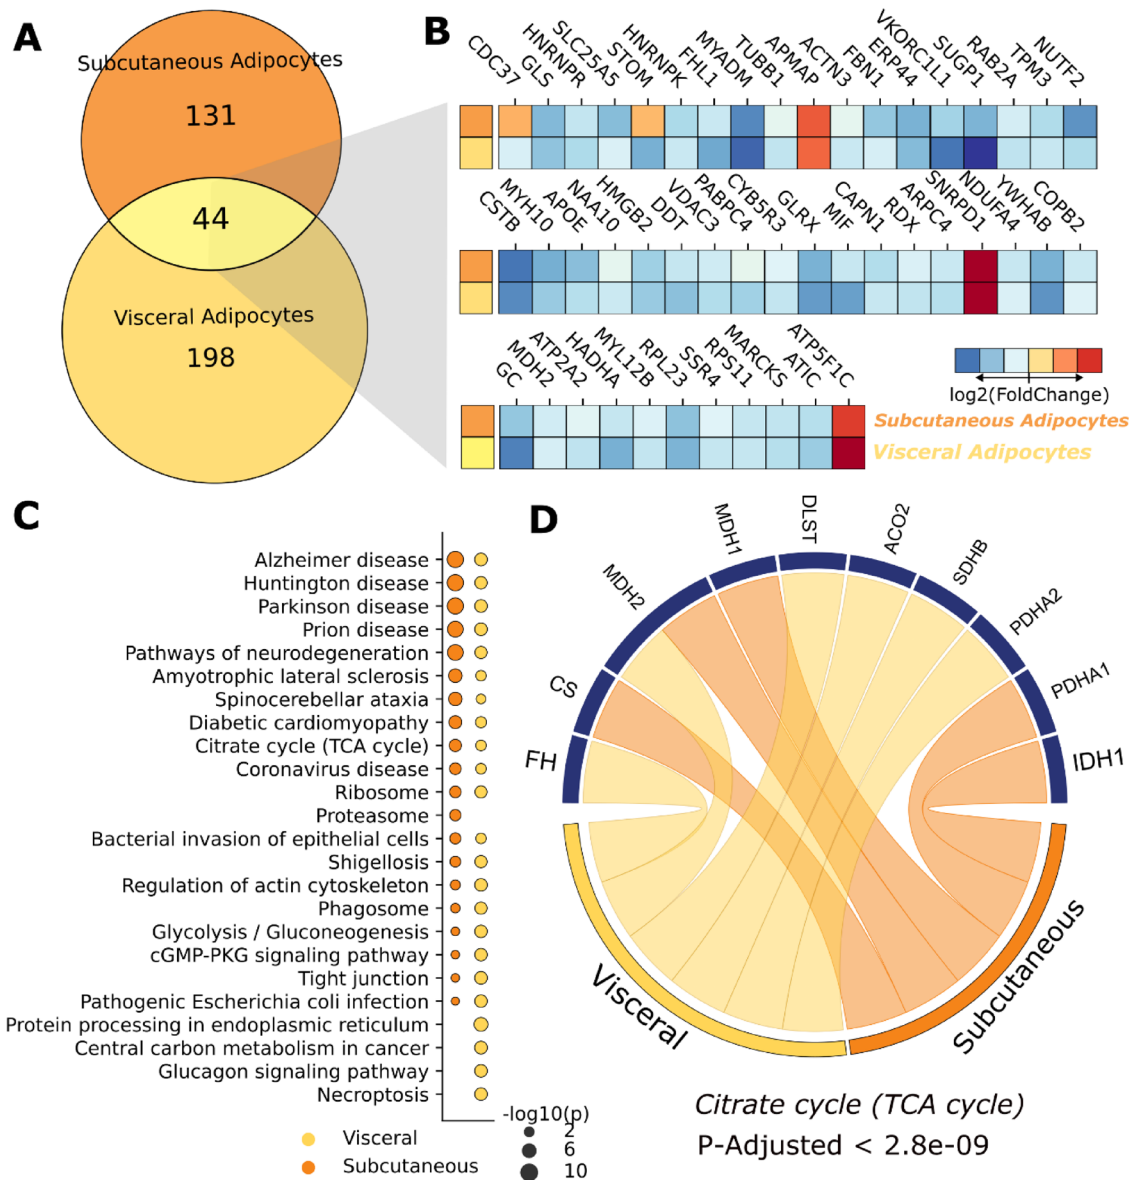 A
Subcutaneous Adipocytes
131
44
Visceral Adipocytes
198
B
CDC37 GLS HNRNPR SLC25A5 STOM HNRNPK FHL1 MYADM TUBB1 APMAP ACTN3 FBN1 ERP44 VKORC1L1 SUGP1 RAB2A TPM3 NUTF2
CSTB MYH10 APOE NAA10 HMGB2 DDT VDAC3 PABPC4 CYB5R3 GLRX MIF CAPN1 RDX ARPC4 SNRPD1 NDUFA4 YWHAB COPB2
GC MDH2 ATP2A2 HADHA MYL12B RPL23 SSR4 RPS11 MARCKS ATIC ATP5F1C
log2(FoldChange)
Subcutaneous Adipocytes
Visceral Adipocytes
C
Alzheimer disease
Huntington disease
Parkinson disease
Prion disease
Pathways of neurodegeneration
Amyotrophic lateral sclerosis
Spinocerebellar ataxia
Diabetic cardiomyopathy
Citrate cycle (TCA cycle)
Coronavirus disease
Ribosome
Proteasome
Bacterial invasion of epithelial cells
Shigellosis
Regulation of actin cytoskeleton
Phagosome
Glycolysis / Gluconeogenesis
cGMP-PKG signaling pathway
Tight junction
Pathogenic Escherichia coli infection
Protein processing in endoplasmic reticulum
Central carbon metabolism in cancer
Glucagon signaling pathway
Necroptosis
Visceral
Subcutaneous
-log10(p)
2
6
10
D
FH
CS
MDH2
MDH1
DLST
ACO2
SDHB
PDHA2
PDHA1
IDH1
Visceral
Subcutaneous
Citrate cycle (TCA cycle)
P-Adjusted < 2.8e-09